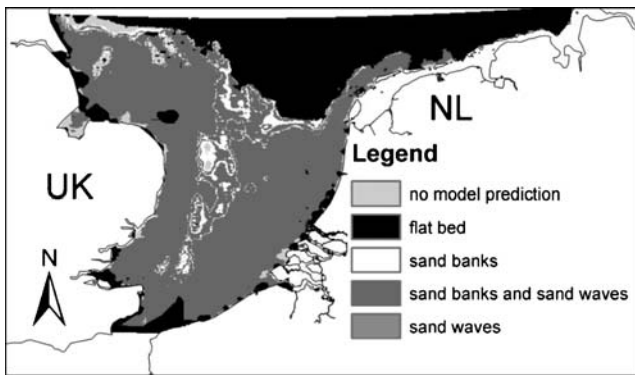 NL
UK
N
Legend
no model prediction
flat bed
sand banks
sand banks and sand waves
sand waves